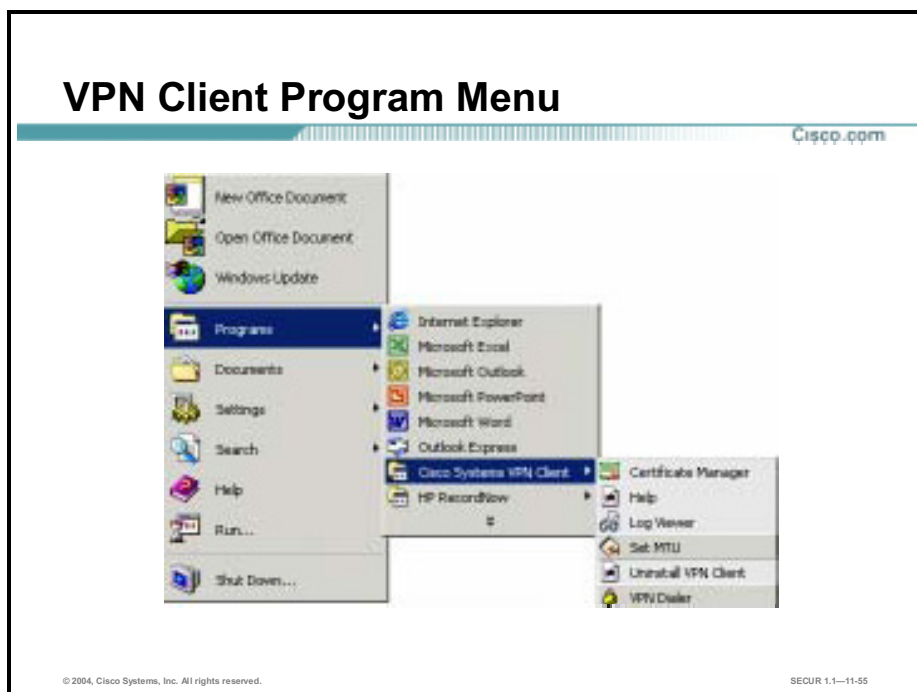 VPN Client Program Menu
Cisco.com
New Office Document
Open Office Document
Windows Update
Programs
Documents
Settings
Search
Help
Run...
Shut Down...
Internet Explorer
Microsoft Excel
Microsoft Outlook
Microsoft PowerPoint
Microsoft Word
Outlook Express
Cisco Systems VPN Client
HP RecordNow
Certificate Manager
Help
Log Viewer
Set MTU
Uninstall VPN Client
VPN Dialer
© 2004, Cisco Systems, Inc. All rights reserved.
SECUR 1.1—11-55